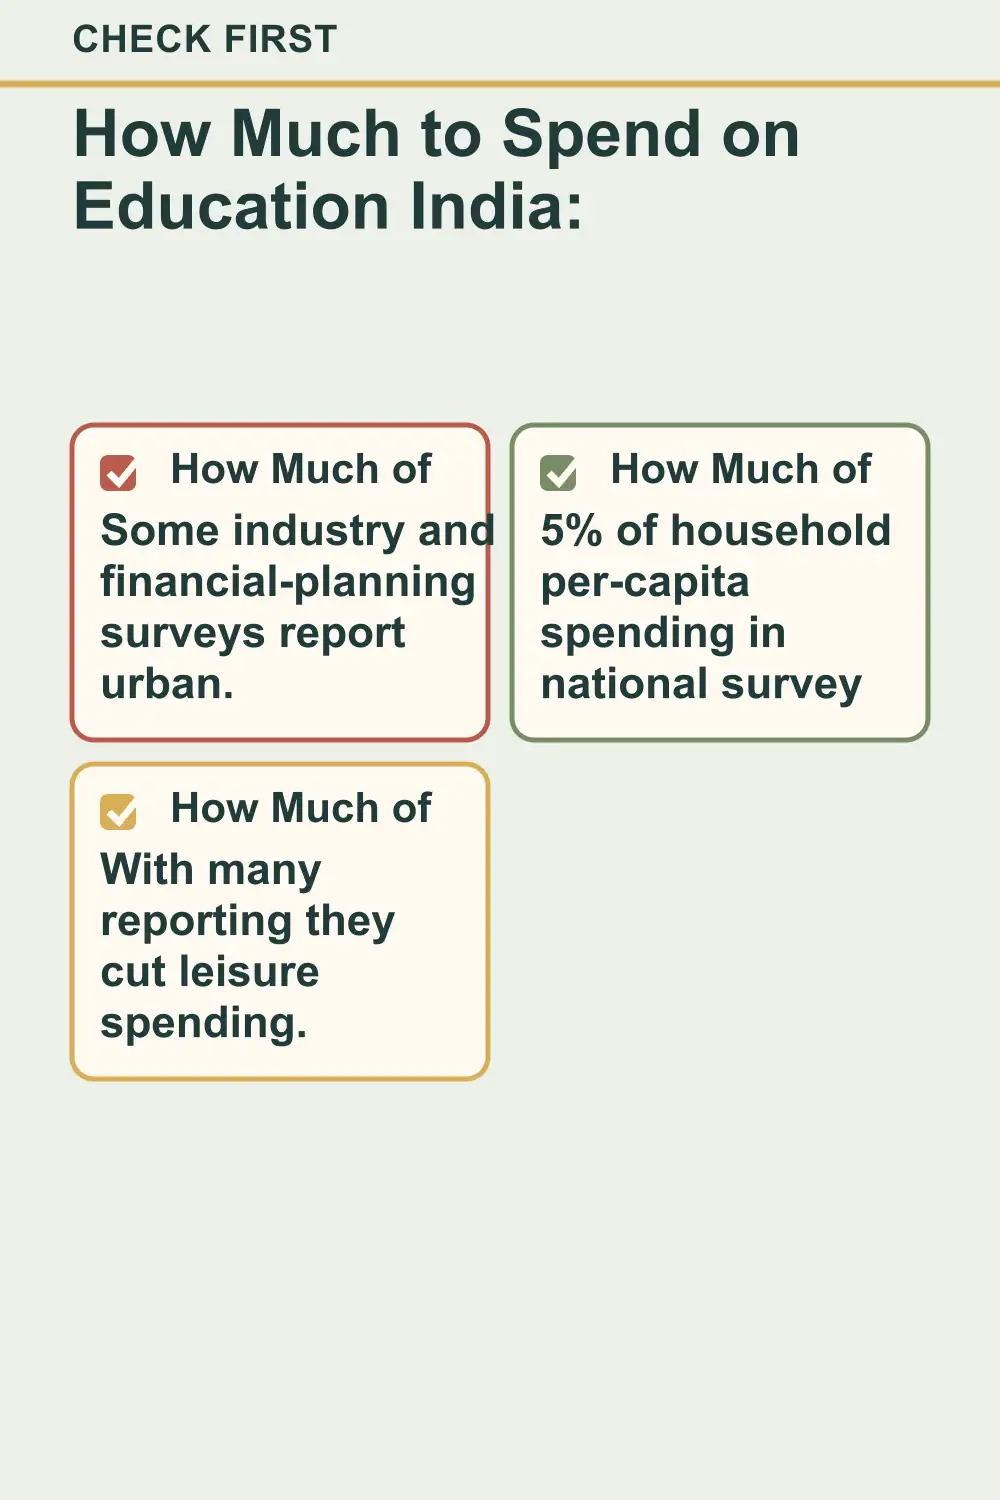 CHECK FIRST
How Much to Spend on
Education India:
How Much of
Some industry and
financial-planning
surveys report
urban.
How Much of
5% of household
per-capita
spending in
national survey
How Much of
With many
reporting they
cut leisure
spending.